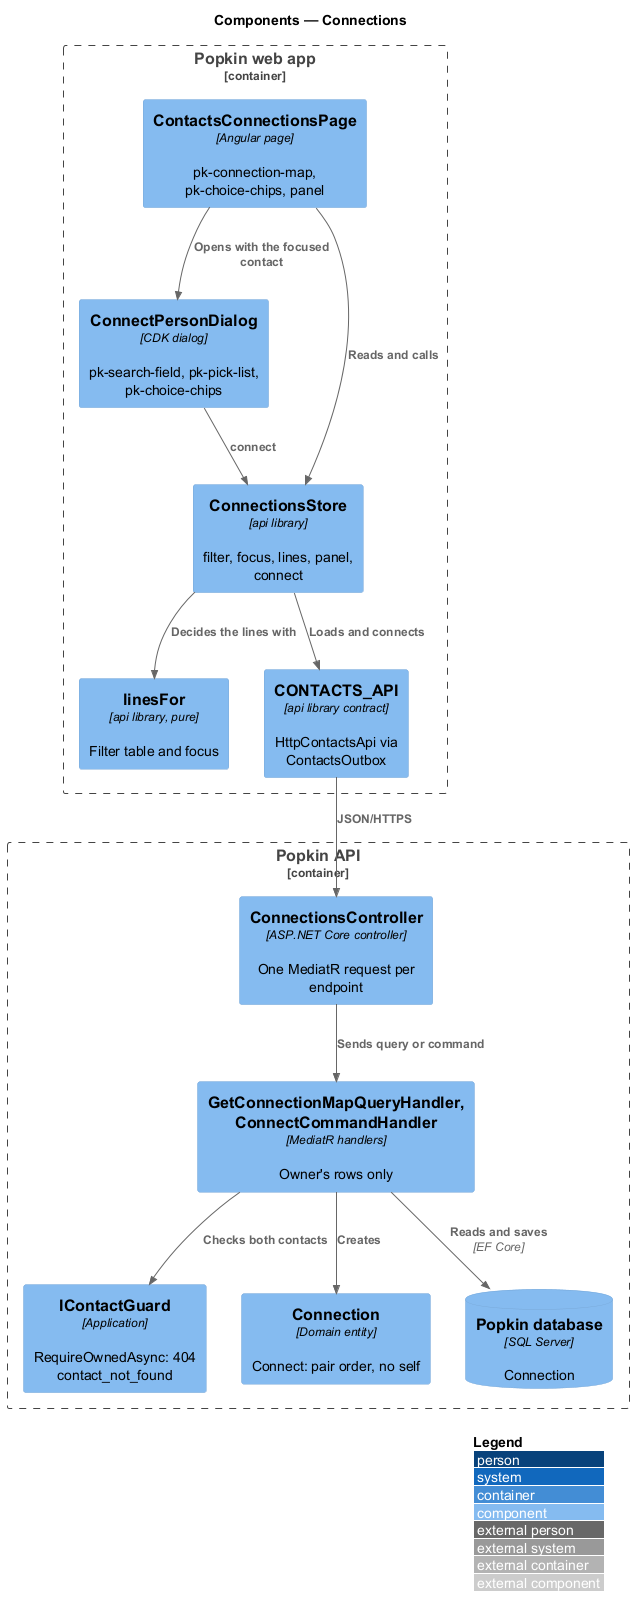 Components — Connections
Popkin web app
[container]
ContactsConnectionsPage
[Angular page]
pk-connection-map,
pk-choice-chips, panel
Opens with the focused
contact
ConnectPersonDialog
[CDK dialog]
pk-search-field, pk-pick-list,
pk-choice-chips
Reads and calls
connect
ConnectionsStore
[api library]
filter, focus, lines, panel,
connect
Decides the lines with
Loads and connects
linesFor
[api library, pure]
Filter table and focus
CONTACTS_API
[api library contract]
HttpContactsApi via
ContactsOutbox
JSON/HTTPS
Popkin API
[container]
ConnectionsController
[ASP.NET Core controller]
One MediatR request per
endpoint
Sends query or command
GetConnectionMapQueryHandler,
ConnectCommandHandler
[MediatR handlers]
Owner's rows only
Checks both contacts
Creates
Reads and saves
[EF Core]
IContactGuard
[Application]
RequireOwnedAsync: 404
contact_not_found
Connection
[Domain entity]
Connect: pair order, no self
Popkin database
[SQL Server]
Connection
Legend
person
system
container
component
external person
external system
external container
external component